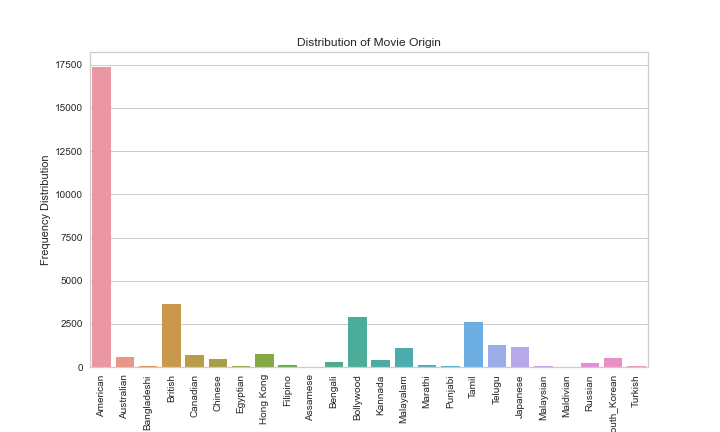 Distribution of Movie Origin
17500
15000
12500
10000
7500
5000
2500
0
Frequency Distribution
American
Australian
Bangladeshi
British
Canadian
Chinese
Egyptian
Hong Kong
Filipino
Assamese
Bengali
Bollywood
Kannada
Malayalam
Marathi
Punjabi
Tamil
Telugu
Japanese
Malaysian
Maldivian
Russian
outh_Korean
Turkish